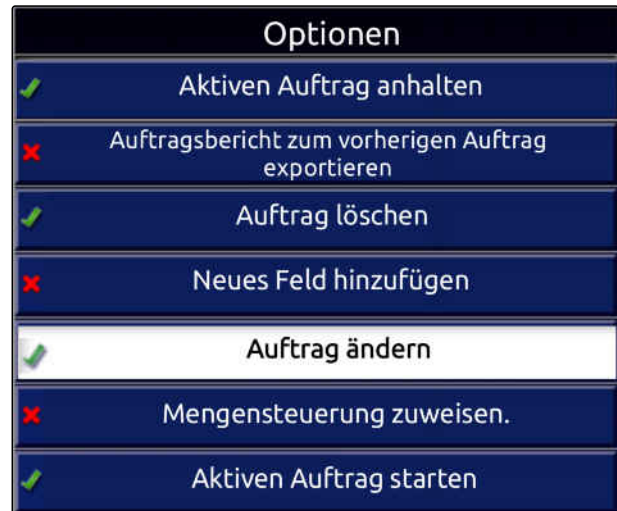 Optionen
Aktiven Auftrag anhalten
Auftragsbericht zum vorherigen Auftrag
exportieren
Auftrag löschen
Neues Feld hinzufügen
Auftrag ändern
Mengensteuerung zuweisen.
Aktiven Auftrag starten